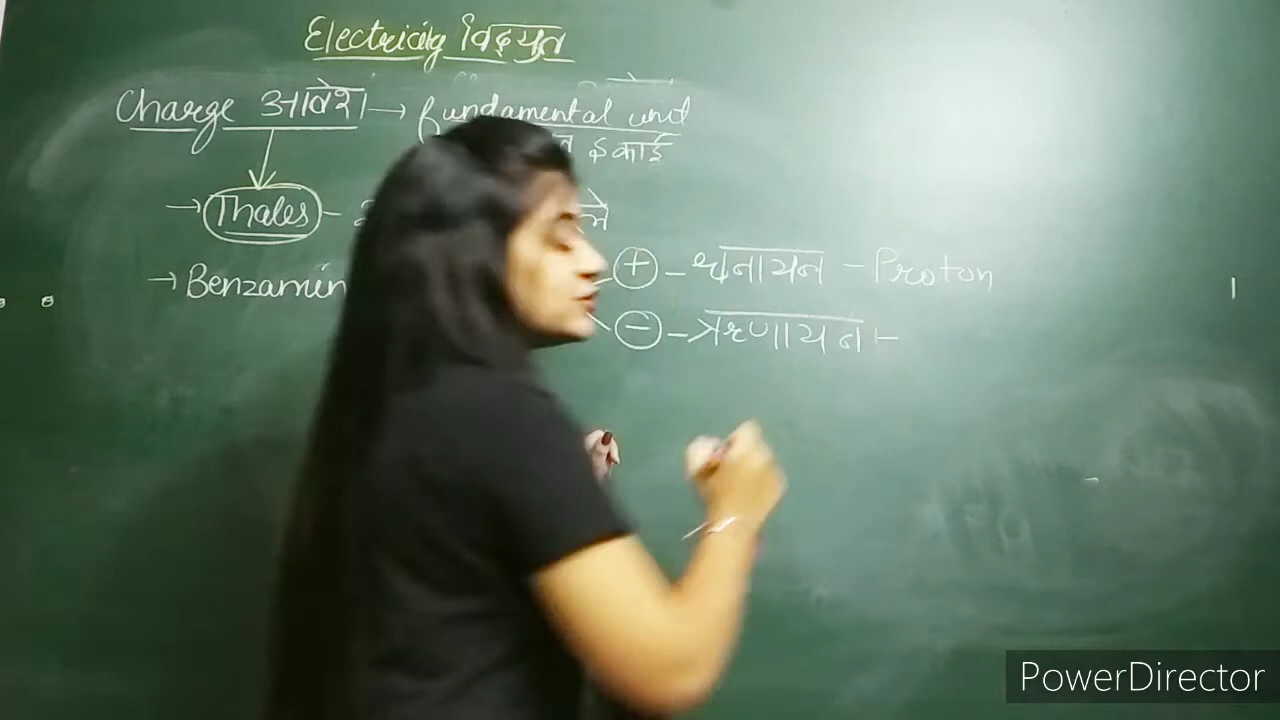 Electricity विद्युत
Charge आवेश → fundamental unit
इकाई
→ Thales -
→ Benzamin
+ - धनायन - Proton
- - ऋणायन -
PowerDirector